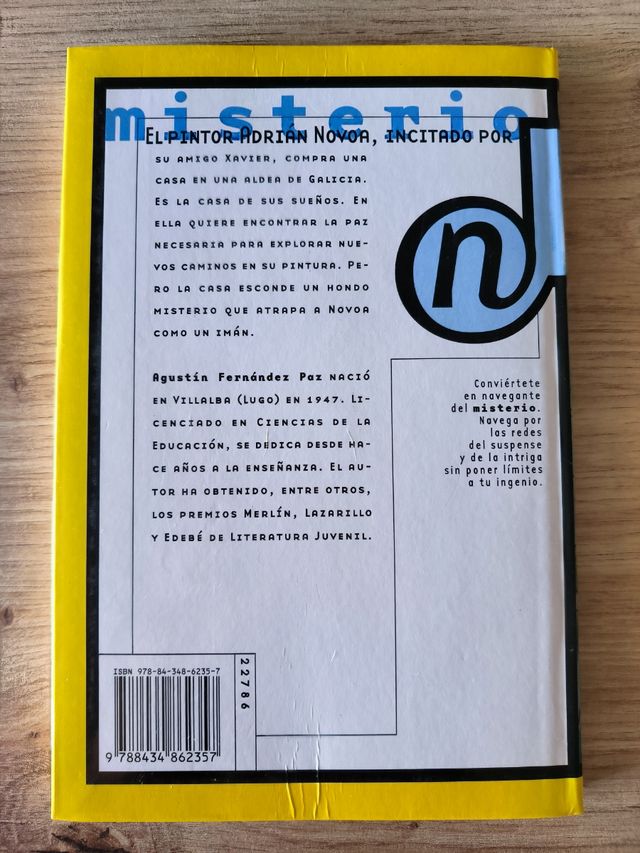 misterio
EL PINTOR ADRIÁN NOVOA, INCITADO POR
SU AMIGO XAVIER, COMPRA UNA
CASA EN UNA ALDEA DE GALICIA.
ES LA CASA DE SUS SUEÑOS. EN
ELLA QUIERE ENCONTRAR LA PAZ
NECESARIA PARA EXPLORAR NUE-
VOS CAMINOS EN SU PINTURA. PE-
RO LA CASA ESCONDE UN HONDO
MISTERIO QUE ATRAPA A NOVOA
COMO UN IMÁN.
Agustín Fernández Paz NACIÓ
EN VILLALBA (LUGO) EN 1947. LI-
CENCIADO EN CIENCIAS DE LA
EDUCACIÓN, SE DEDICA DESDE HA-
CE AÑOS A LA ENSEÑANZA. EL AU-
TOR HA OBTENIDO, ENTRE OTROS,
LOS PREMIOS MERLÍN, LAZARILLO
Y EDEBÉ DE LITERATURA JUVENIL.
n
Conviértete
en navegante
del misterio.
Navega por
las redes
del suspense
y de la intriga
sin poner límites
a tu ingenio.
ISBN 978-84-348-6235-7
9 788434 862357
22786